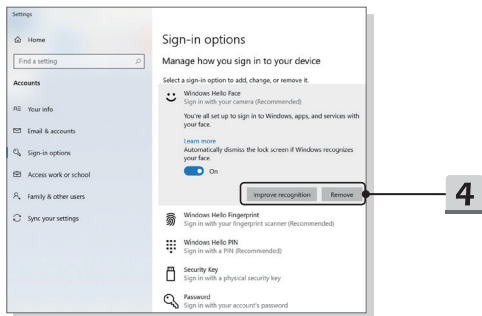 Settings
Home
Find a setting
Accounts
Your info
Email & accounts
Sign-in options
Access work or school
Family & other users
Sync your settings
Sign-in options
Manage how you sign in to your device
Select a sign-in option to add, change, or remove it.
Windows Hello Face
Sign in with your camera (Recommended)
You're all set up to sign in to Windows, apps, and services with
your face.
Learn more
Automatically dismiss the lock screen if Windows recognizes
your face.
On
Improve recognition Remove
4
Windows Hello Fingerprint
Sign in with your fingerprint scanner (Recommended)
Windows Hello PIN
Sign in with a PIN (Recommended)
Security Key
Sign in with a physical security key
Password
Sign in with your account's password